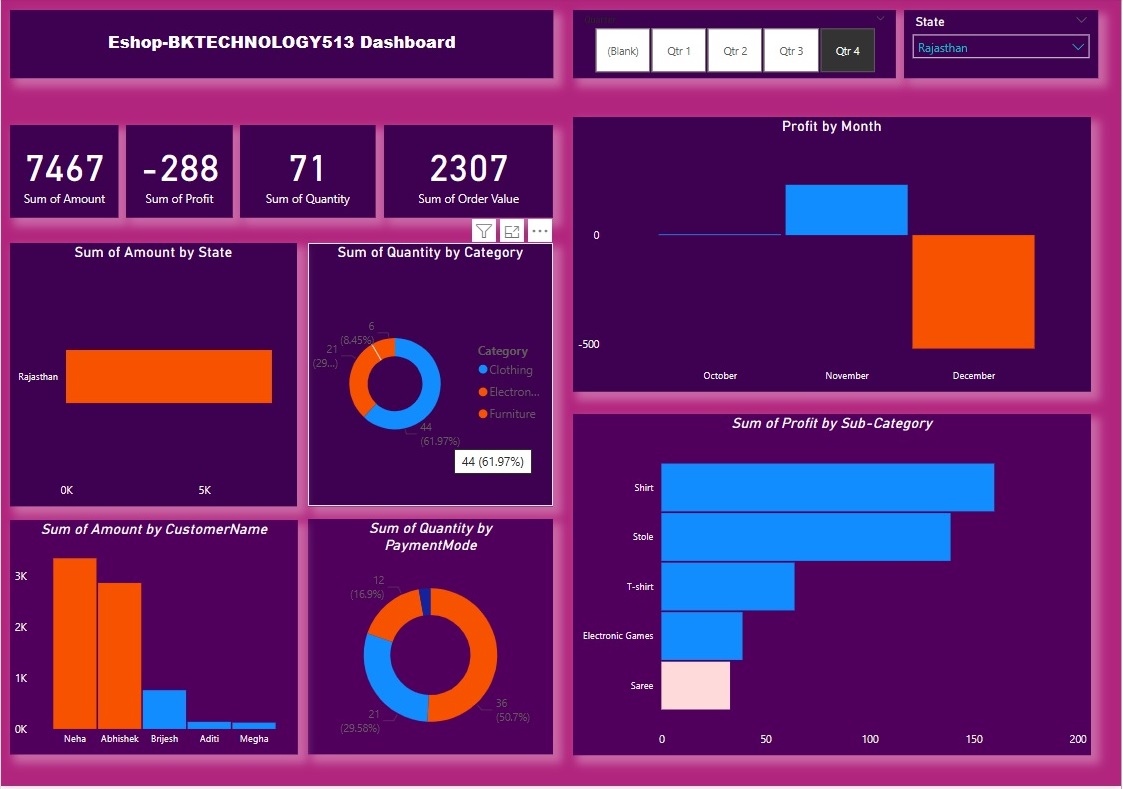 Eshop-BKTECHNOLOGY513 Dashboard
Quarter
(Blank)
Qtr 1
Qtr 2
Qtr 3
Qtr 4
State
Rajasthan
7467
Sum of Amount
-288
Sum of Profit
71
Sum of Quantity
2307
Sum of Order Value
Profit by Month
0
-500
October
November
December
Sum of Amount by State
Rajasthan
0K
5K
Sum of Quantity by Category
6
(8.45%)
21
(29...)
44
(61.97%)
44 (61.97%)
Category
Clothing
Electron...
Furniture
Sum of Profit by Sub-Category
Shirt
Stole
T-shirt
Electronic Games
Saree
0
50
100
150
200
Sum of Amount by CustomerName
3K
2K
1K
0K
Neha
Abhishek
Brijesh
Aditi
Megha
Sum of Quantity by
PaymentMode
12
(16.9%)
21
(29.58%)
36
(50.7%)